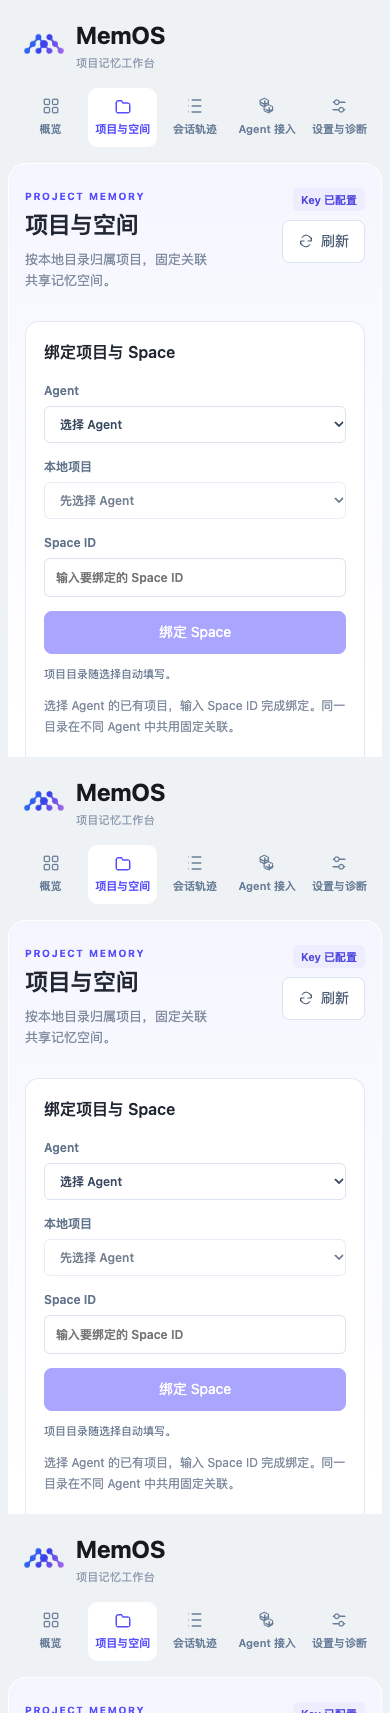 MemOS
项目记忆工作台
概览
项目与空间
会话轨迹
Agent 接入
设置与诊断
PROJECT MEMORY
Key 已配置
项目与空间
刷新
按本地目录归属项目，固定关联
共享记忆空间。
绑定项目与 Space
Agent
选择 Agent
本地项目
先选择 Agent
Space ID
输入要绑定的 Space ID
绑定 Space
项目目录随选择自动填写。
选择 Agent 的已有项目，输入 Space ID 完成绑定。同一
目录在不同 Agent 中共用固定关联。
MemOS
项目记忆工作台
概览
项目与空间
会话轨迹
Agent 接入
设置与诊断
PROJECT MEMORY
Key 已配置
项目与空间
刷新
按本地目录归属项目，固定关联
共享记忆空间。
绑定项目与 Space
Agent
选择 Agent
本地项目
先选择 Agent
Space ID
输入要绑定的 Space ID
绑定 Space
项目目录随选择自动填写。
选择 Agent 的已有项目，输入 Space ID 完成绑定。同一
目录在不同 Agent 中共用固定关联。
MemOS
项目记忆工作台
概览
项目与空间
会话轨迹
Agent 接入
设置与诊断
PROJECT MEMORY
Key 已配置